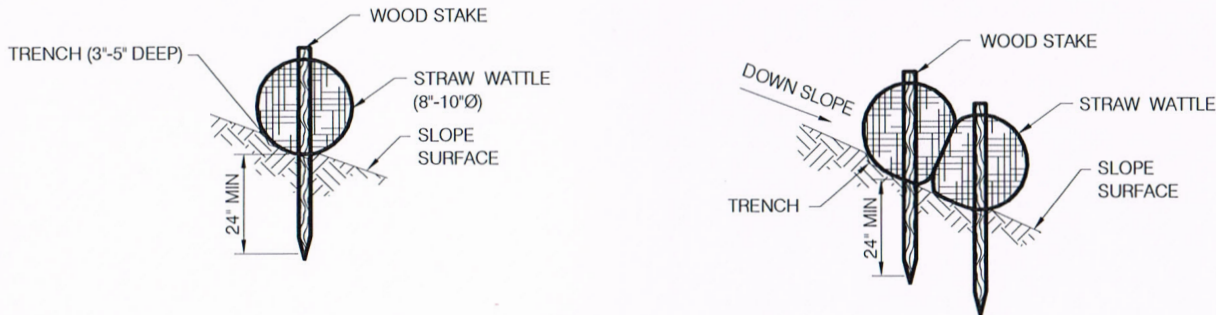 WOOD STAKE
TRENCH (3"-5" DEEP)
STRAW WATTLE
(8"-10"Ø)
SLOPE
SURFACE
24" MIN
WOOD STAKE
DOWN SLOPE
STRAW WATTLE
SLOPE
SURFACE
TRENCH
24" MIN